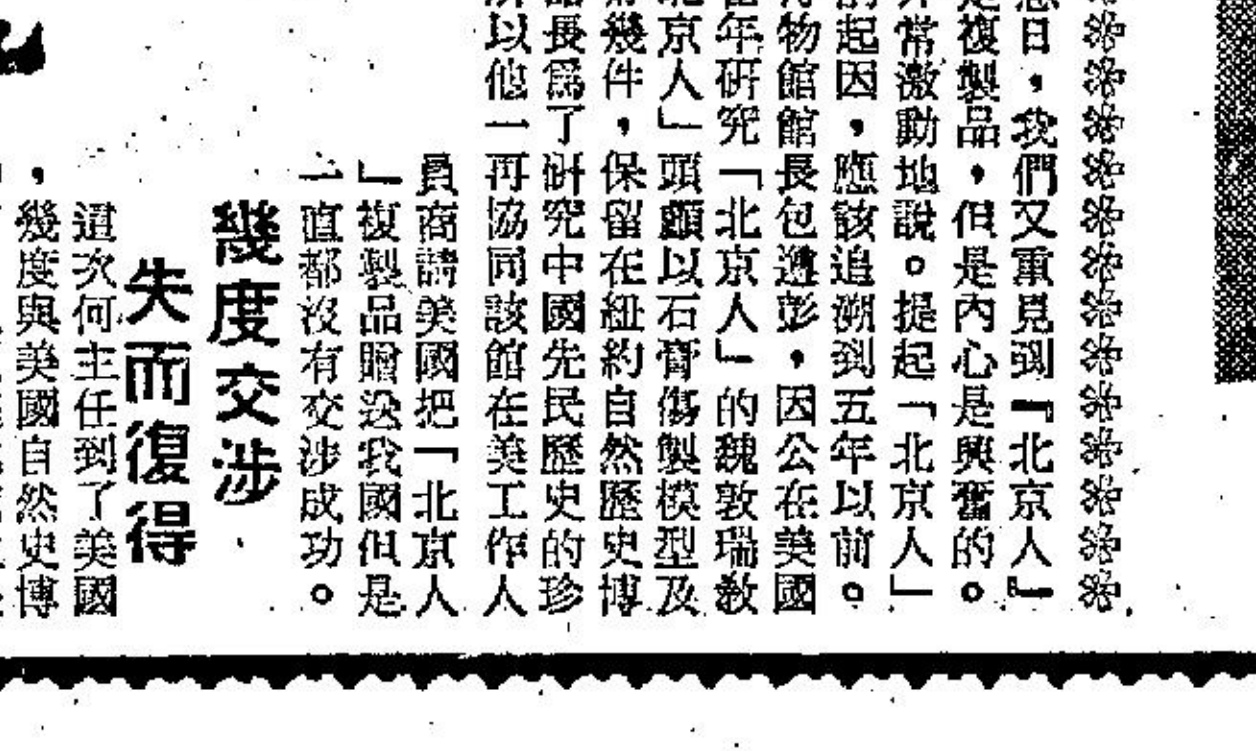 日，我們又重見到『北京人』
複製品，但是內心是興奮的。
常激動地說。提起「北京人」
起因，應該追溯到五年以前。
物館館長包遵彭，因公在美國
年研究「北京人」的魏敦瑞教
京人」頭顱以石膏傷製模型及
幾件，保留在紐約自然歷史博
長爲了研究中國先民歷史的珍
以他一再協同該館在美工作人
員商請美國把「北京人
」複製品贈送我國但是
一直都沒有交涉成功。
幾度交涉
失而復得
這次何主任到了美國
，幾度與美國自然史博